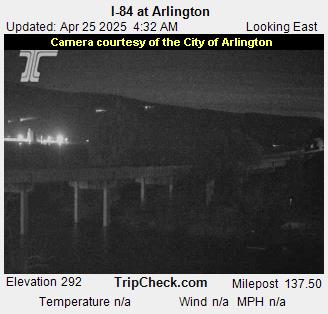 I-84 at Arlington
Updated: Apr 25 2025 4:32 AM Looking East
Camera courtesy of the City of Arlington
Elevation 292 TripCheck.com Milepost 137.50
Temperature n/a Wind n/a MPH n/a